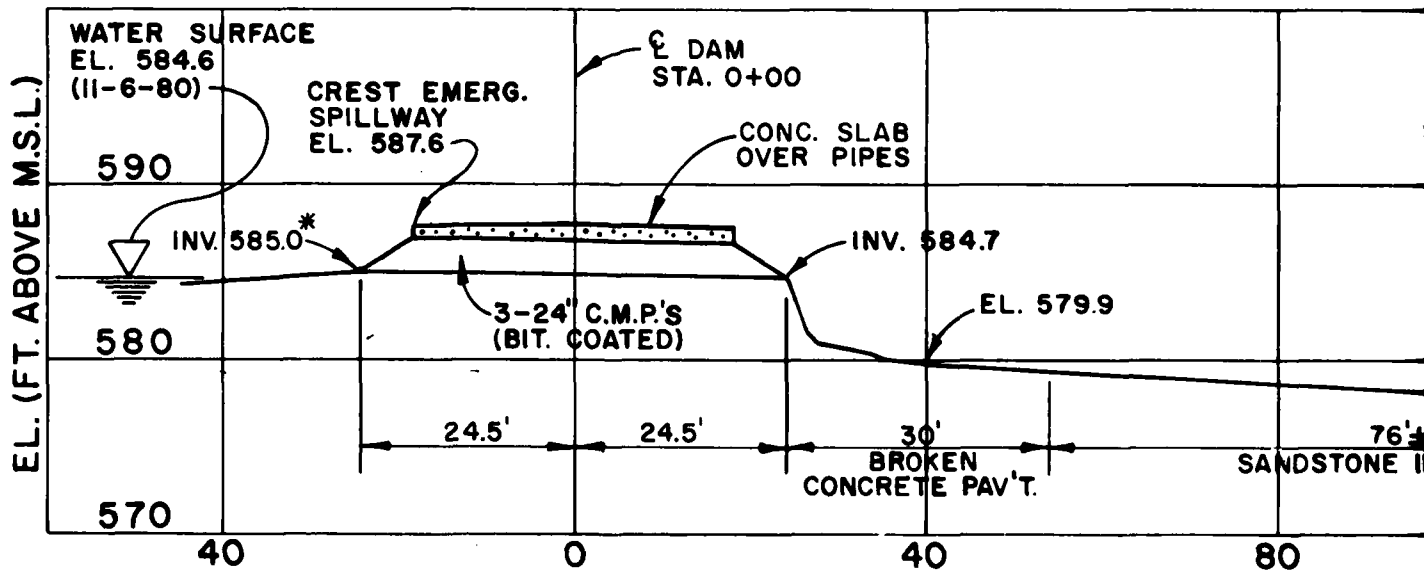 WATER SURFACE
EL. 584.6
(11-6-80)
CREST EMERG.
SPILLWAY
EL. 587.6
℄ DAM
STA. 0+00
CONC. SLAB
OVER PIPES
EL. (FT. ABOVE M.S.L.)
590
580
570
INV. 585.0*
INV. 584.7
3-24" C.M.P.'S
(BIT. COATED)
EL. 579.9
24.5'
24.5'
30'
BROKEN
CONCRETE PAV'T.
76'±
SANDSTONE
40
0
40
80